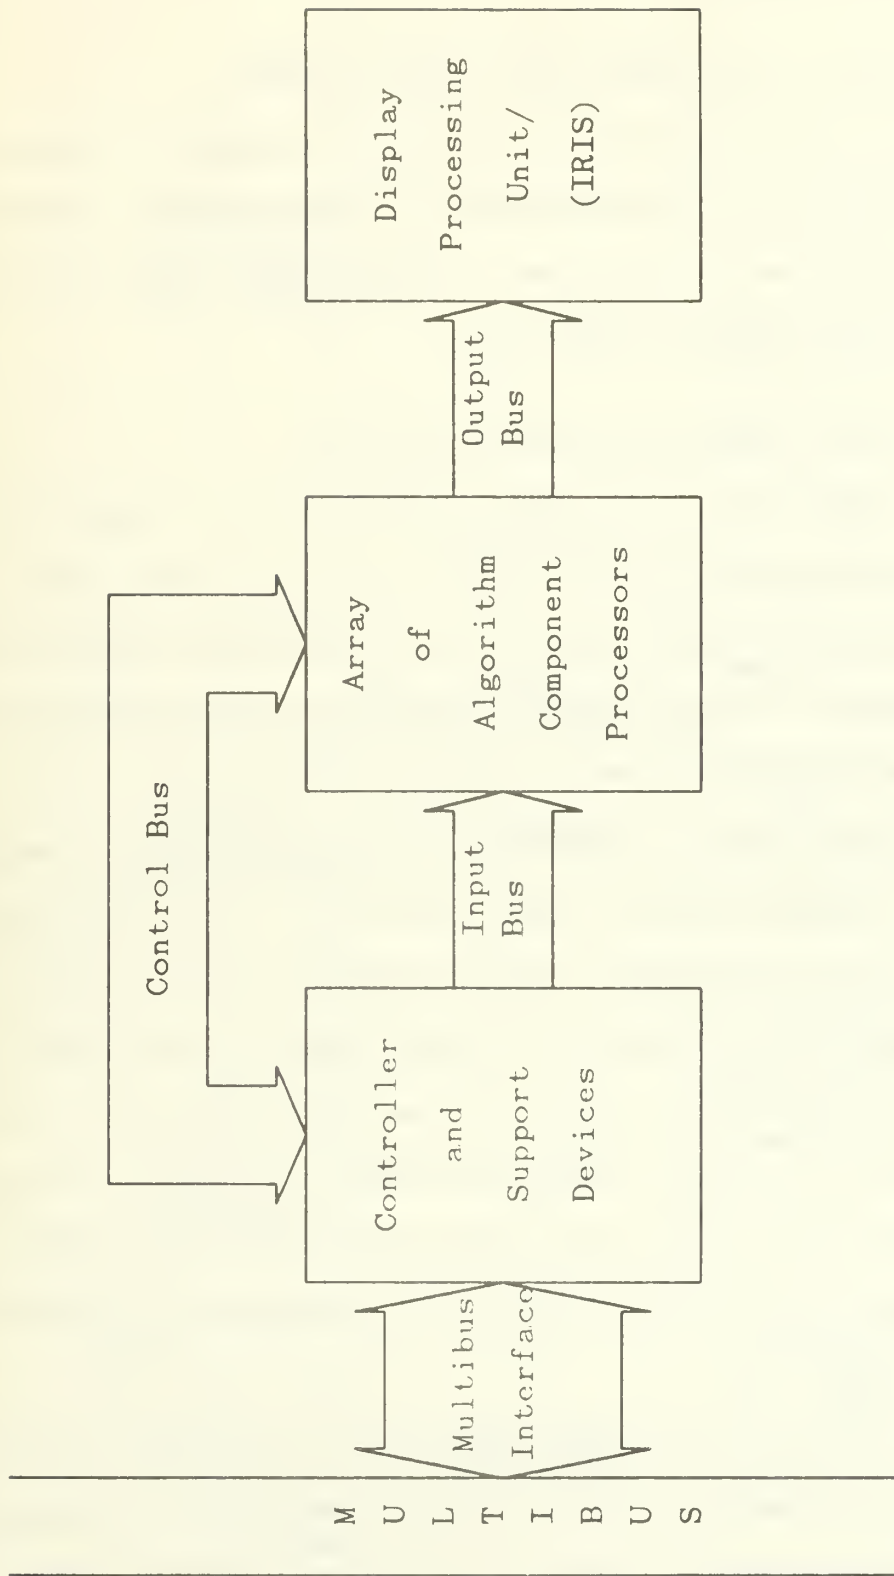 MULTIBUS
Multibus
Interface
Controller
and
Support
Devices
Control Bus
Input
Bus
Array
of
Algorithm
Component
Processors
Output
Bus
Display
Processing
Unit/
(IRIS)